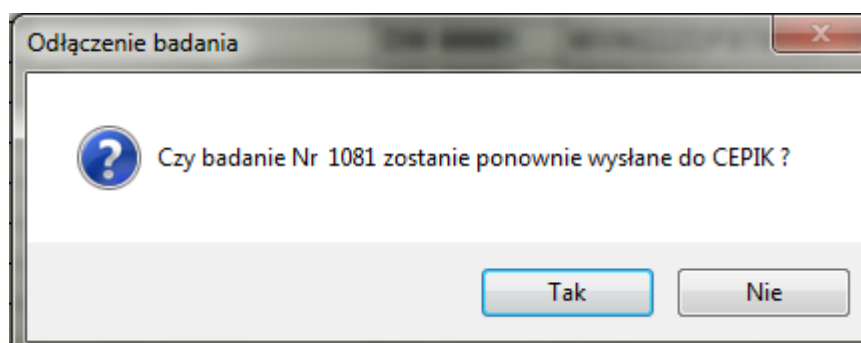 Odłączenie badania
Czy badanie Nr 1081 zostanie ponownie wysłane do CEPIK ?
Tak
Nie